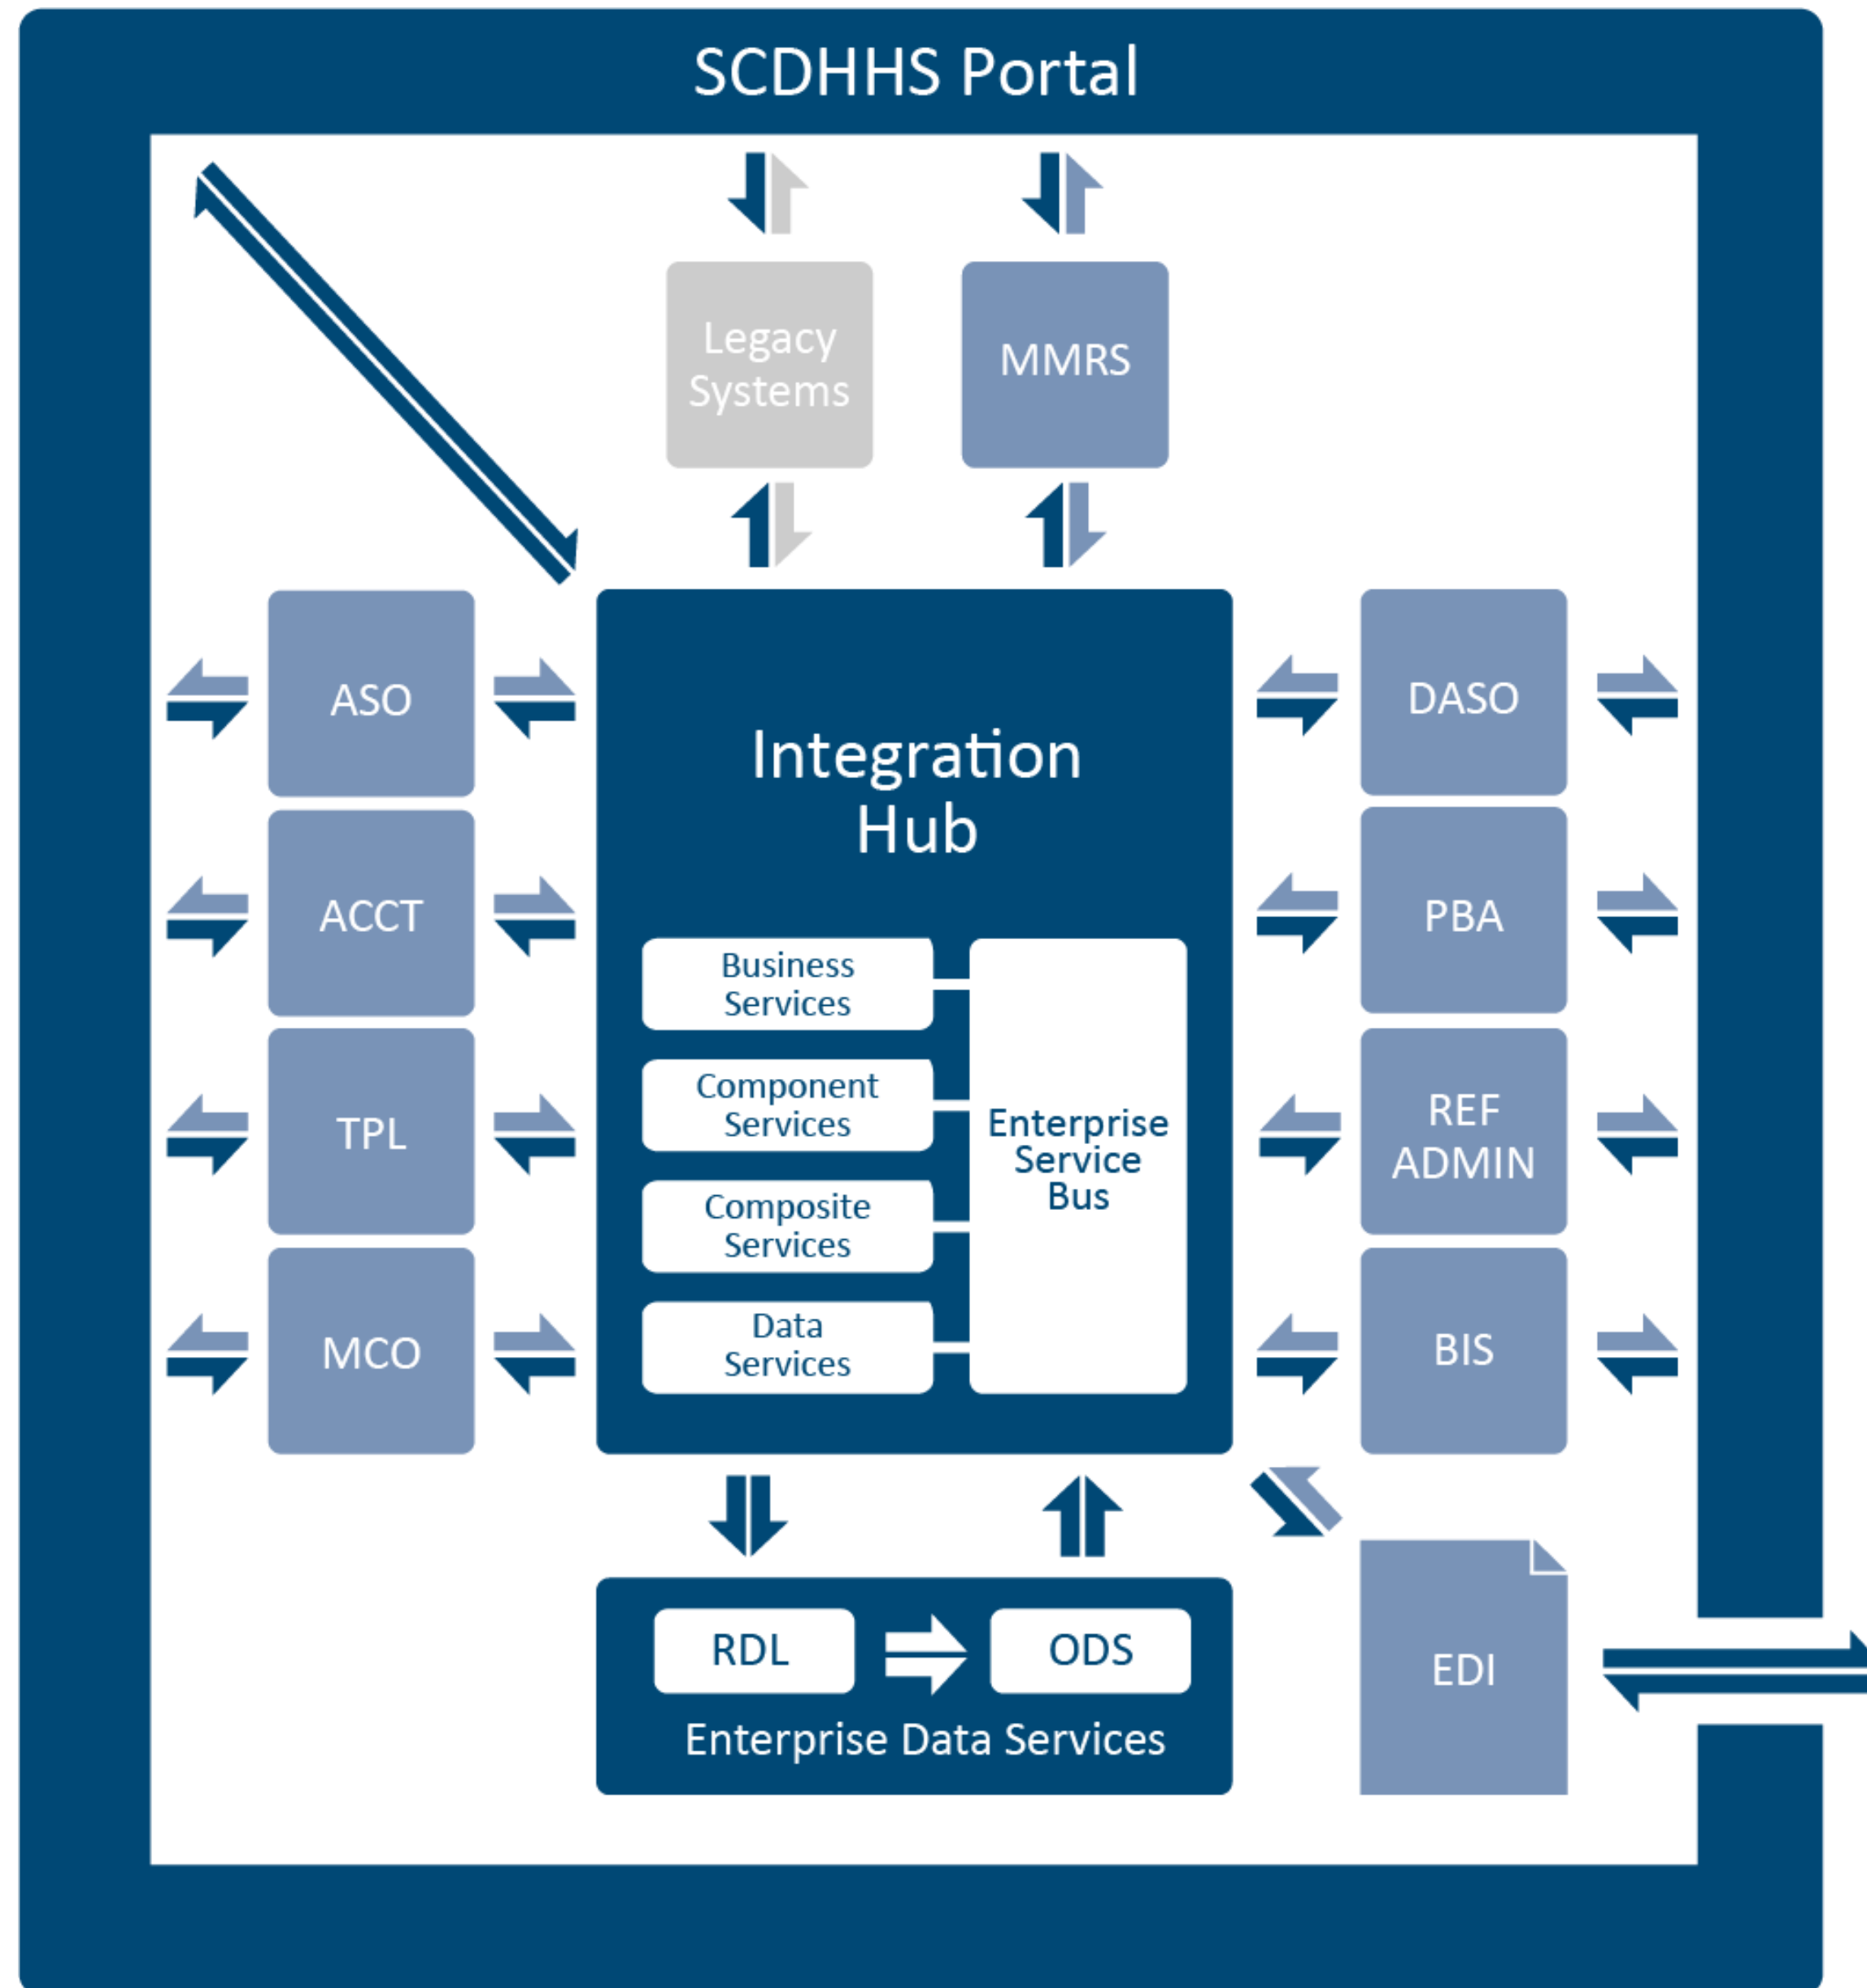 SCDHHS Portal
Legacy
Systems
MMRS
ASO
ACCT
TPL
MCO
Integration
Hub
Business
Services
Component
Services
Composite
Services
Data
Services
Enterprise
Service
Bus
DASO
PBA
REF
ADMIN
BIS
RDL
ODS
Enterprise Data Services
EDI